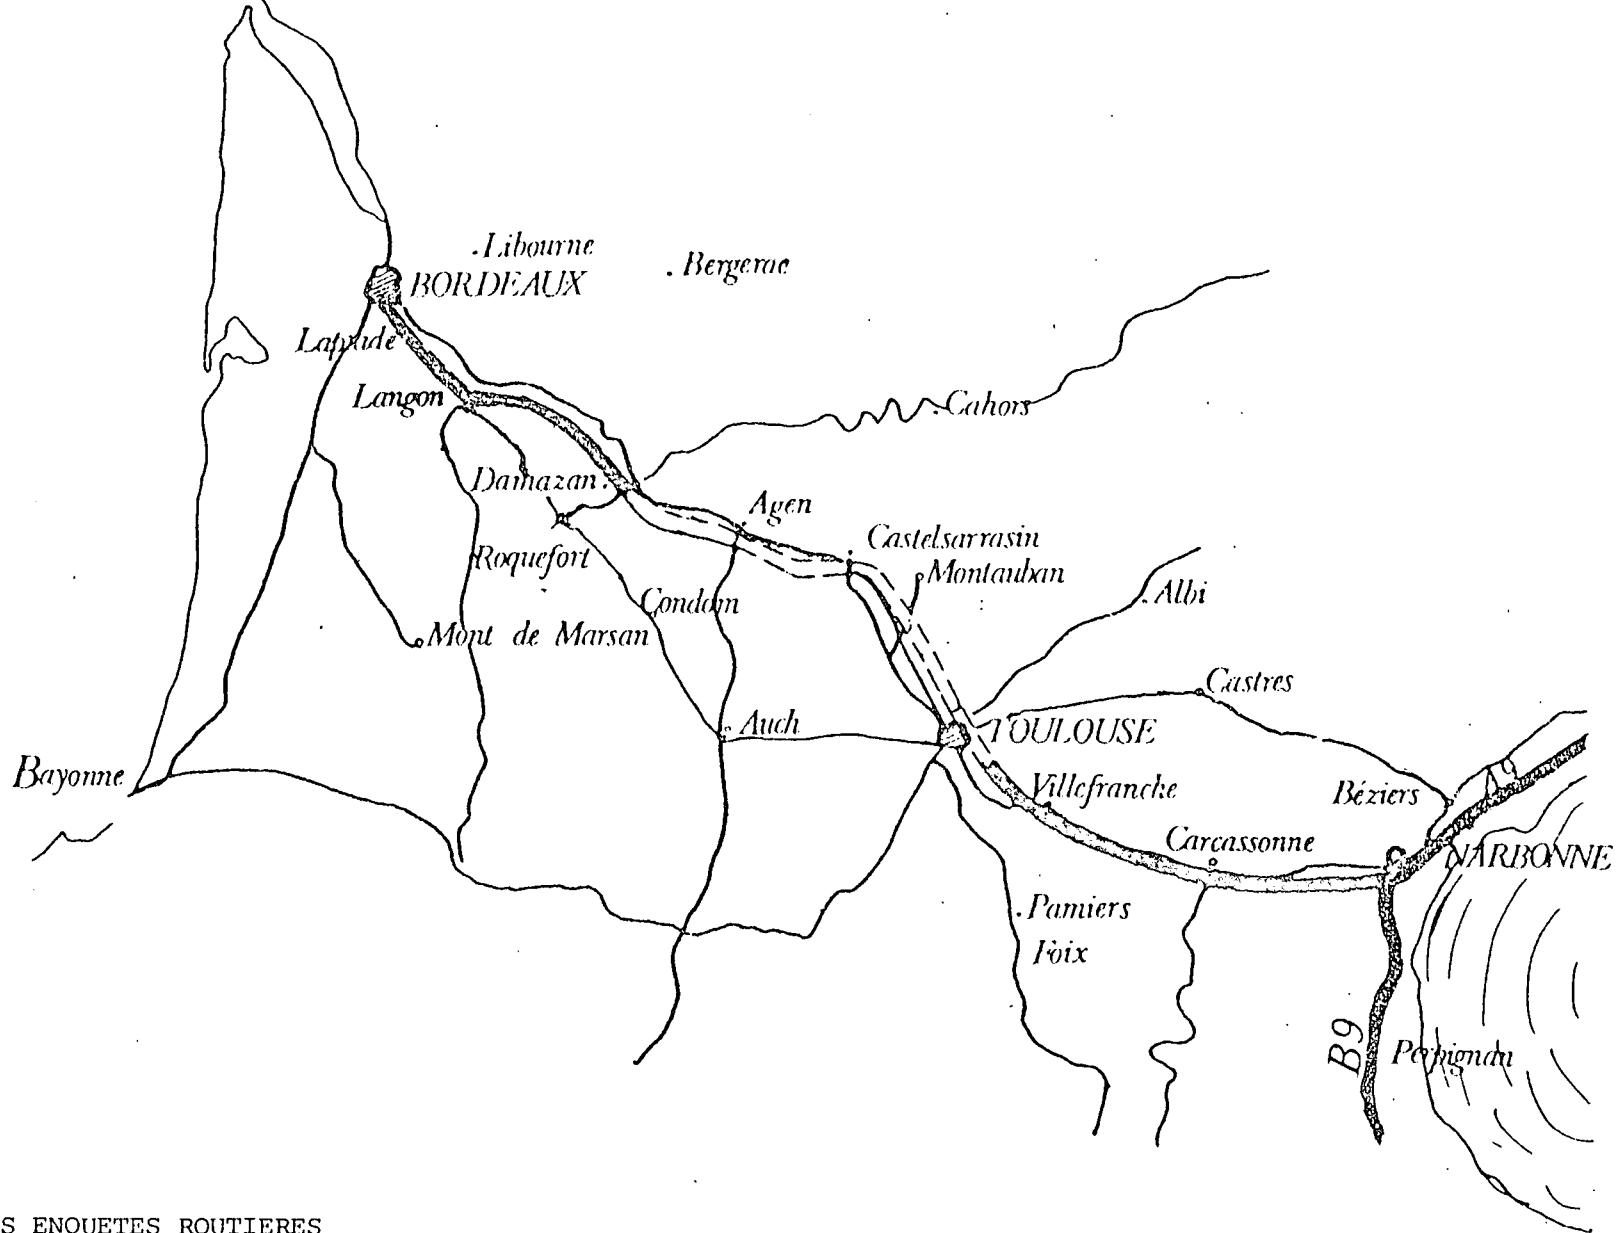 Libourne
Bergerac
BORDEAUX
Langon
Cahors
Damazan
Agen
Castelsarrasin
Roquefort
Montauban
Condom
Albi
Mont de Marsan
Castres
Auch
TOULOUSE
Bayonne
Villefranche
Béziers
Carcassonne
NARBONNE
Pamiers
Foix
B9
Perpignan
S ENQUETES ROUTIERES